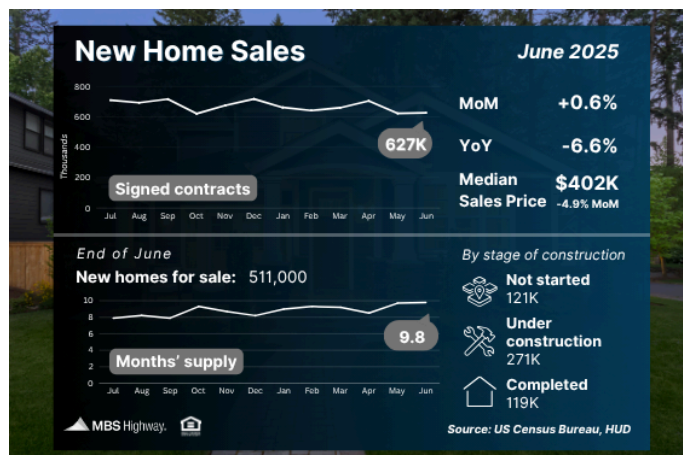 New Home Sales
June 2025
800
600
400
200
0
Thousands
627K
Signed contracts
Jul Aug Sep Oct Nov Dec Jan Feb Mar Apr May Jun
MoM +0.6%
YoY -6.6%
Median
Sales Price
$402K
-4.9% MoM
End of June
New homes for sale: 511,000
10
8
6
4
2
0
9.8
Months' supply
Jul Aug Sep Oct Nov Dec Jan Feb Mar Apr May Jun
By stage of construction
Not started
121K
Under
construction
271K
Completed
119K
MBS Highway.
Source: US Census Bureau, HUD